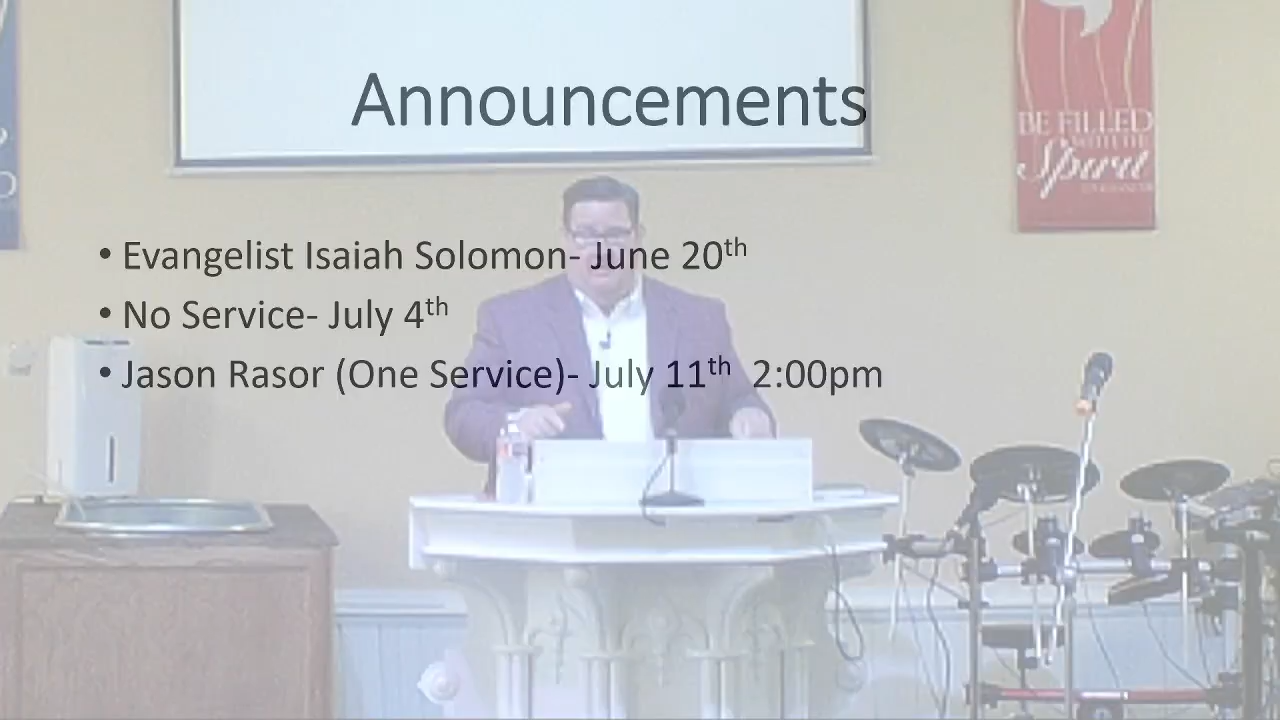 Announcements
• Evangelist Isaiah Solomon- June 20th
• No Service- July 4th
• Jason Rasor (One Service)- July 11th 2:00pm
BE FILLED
WITH THE
Spirit